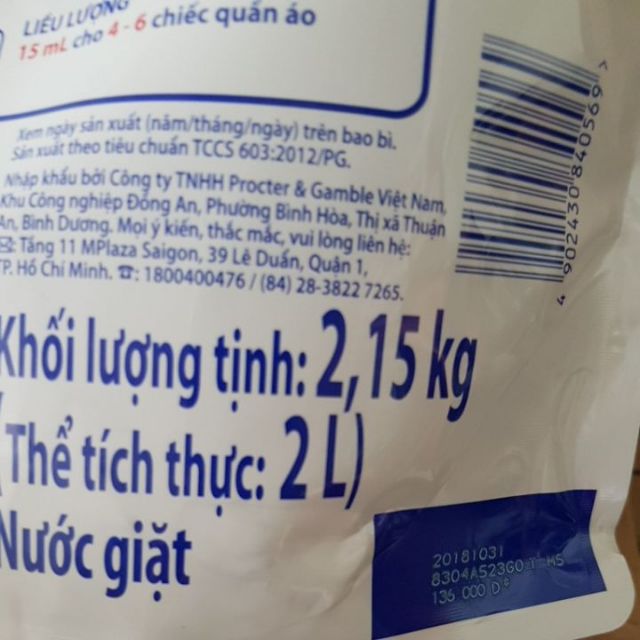 LIỀU LƯỢNG
15 mL cho 4 - 6 chiếc quần áo
Xem ngày sản xuất (năm/tháng/ngày) trên bao bì.
Sản xuất theo tiêu chuẩn TCCS 603:2012/PG.
Nhập khẩu bởi Công ty TNHH Procter & Gamble Việt Nam,
Khu Công nghiệp Đồng An, Phường Bình Hòa, Thị xã Thuận
An, Bình Dương. Mọi ý kiến, thắc mắc, vui lòng liên hệ:
✉: Tầng 11 MPlaza Saigon, 39 Lê Duẩn, Quận 1,
TP. Hồ Chí Minh. ☎: 1800400476 / (84) 28-3822 7265.
Khối lượng tịnh: 2,15 kg
(Thể tích thực: 2 L)
Nước giặt
4 902430 840569 >
20181031
8304A523G0 MS
136 000 Đ